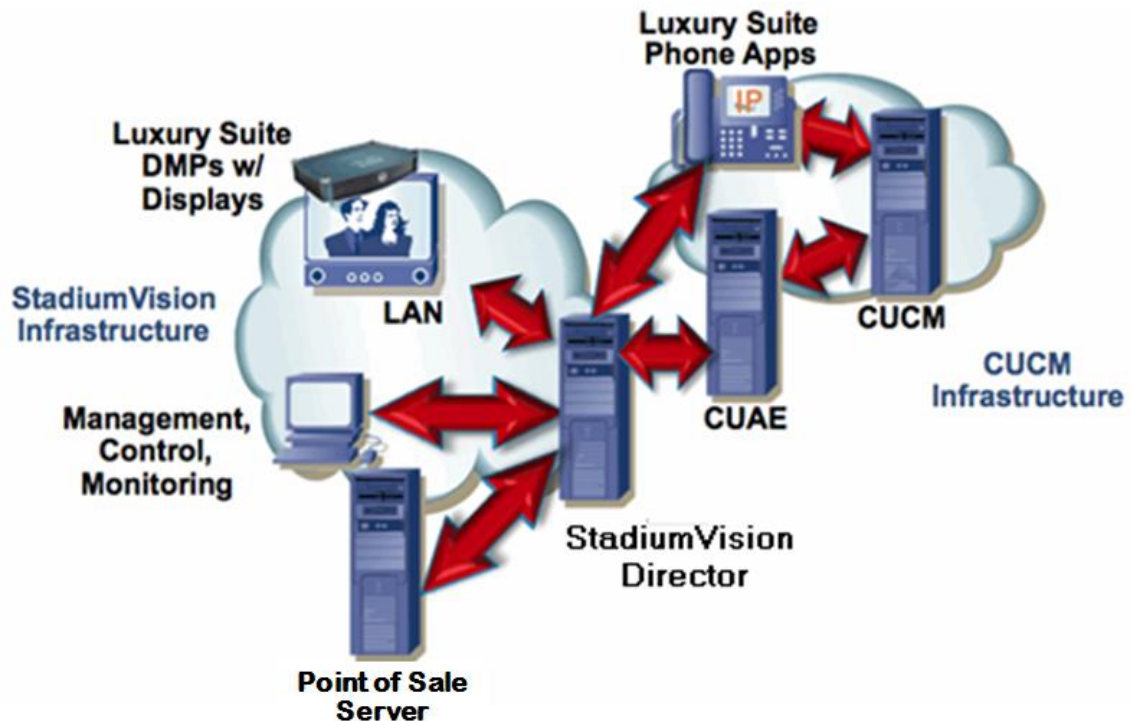 Luxury Suite
Phone Apps
IP
Luxury Suite
DMPs w/
Displays
LAN
StadiumVision
Infrastructure
CUCM
CUCM
Infrastructure
CUAE
Management,
Control,
Monitoring
StadiumVision
Director
Point of Sale
Server